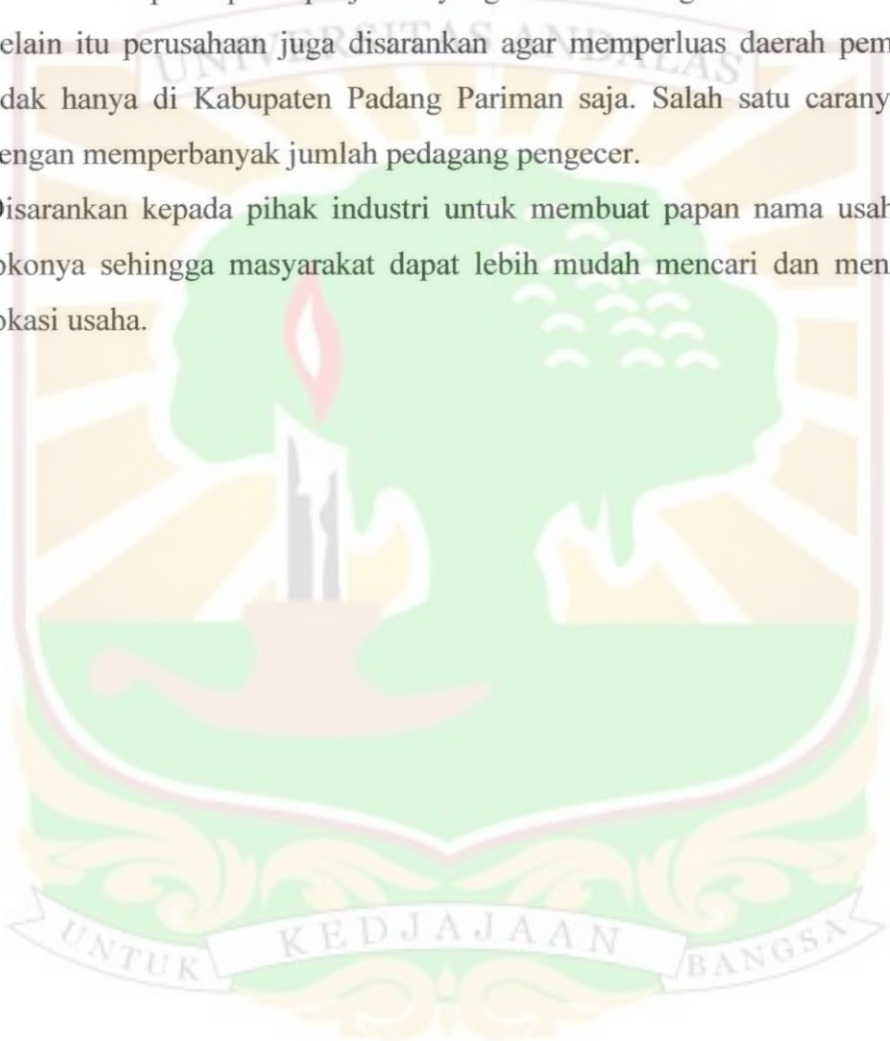 elain itu perusahaan juga disarankan agar memperluas daerah pem
UNIVERSITAS ANDALAS
dak hanya di Kabupaten Padang Pariman saja. Salah satu carany
engan memperbanyak jumlah pedagang pengecer.
Disarankan kepada pihak industri untuk membuat papan nama usah
okonya sehingga masyarakat dapat lebih mudah mencari dan men
okasi usaha.
UNTUK KEDJAJAAN BANGSA